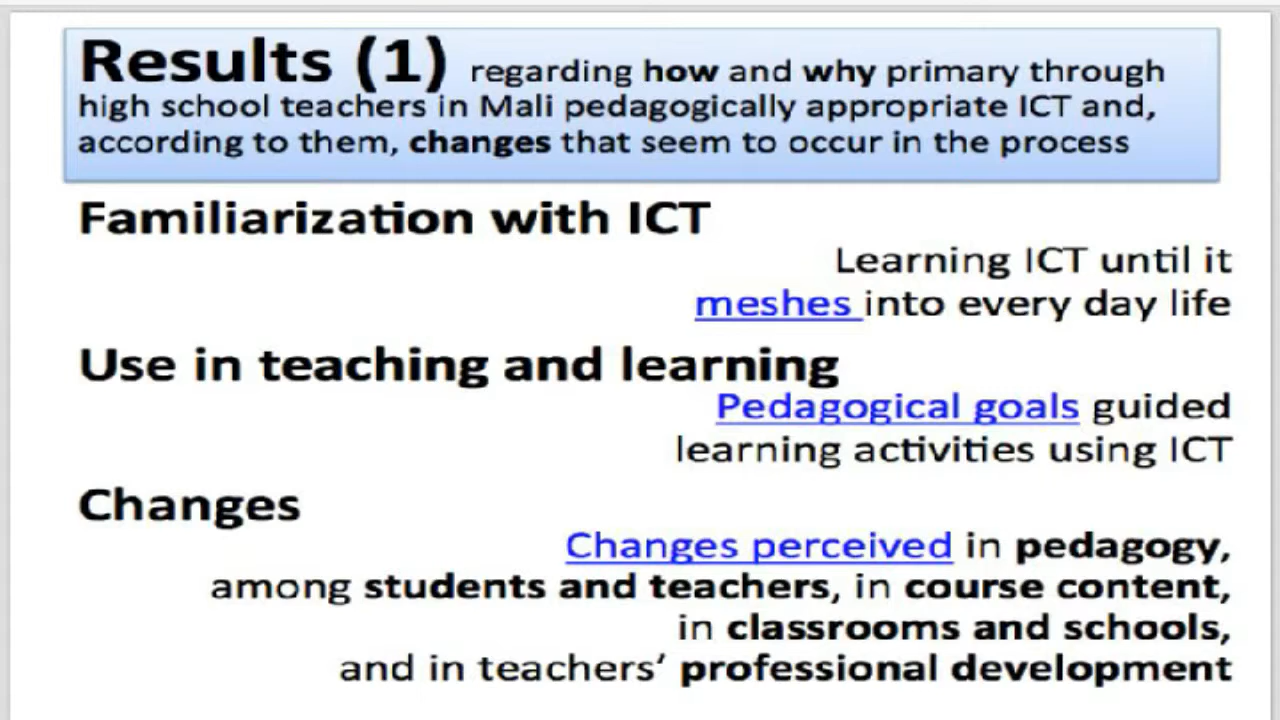 Results (1) regarding how and why primary through
high school teachers in Mali pedagogically appropriate ICT and,
according to them, changes that seem to occur in the process
Familiarization with ICT
Learning ICT until it
meshes into every day life
Use in teaching and learning
Pedagogical goals guided
learning activities using ICT
Changes
Changes perceived in pedagogy,
among students and teachers, in course content,
in classrooms and schools,
and in teachers’ professional development